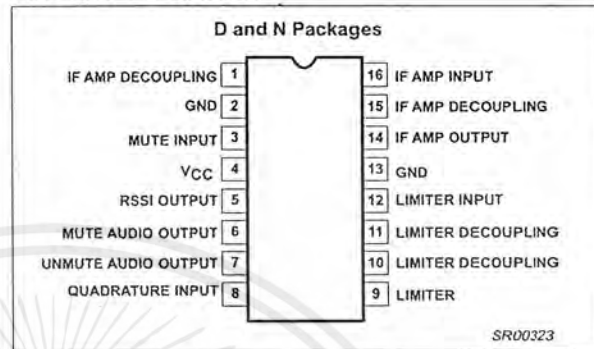 D and N Packages
IF AMP DECOUPLING 1
GND 2
MUTE INPUT 3
VCC 4
RSSI OUTPUT 5
MUTE AUDIO OUTPUT 6
UNMUTE AUDIO OUTPUT 7
QUADRATURE INPUT 8
16 IF AMP INPUT
15 IF AMP DECOUPLING
14 IF AMP OUTPUT
13 GND
12 LIMITER INPUT
11 LIMITER DECOUPLING
10 LIMITER DECOUPLING
9 LIMITER
SR00323